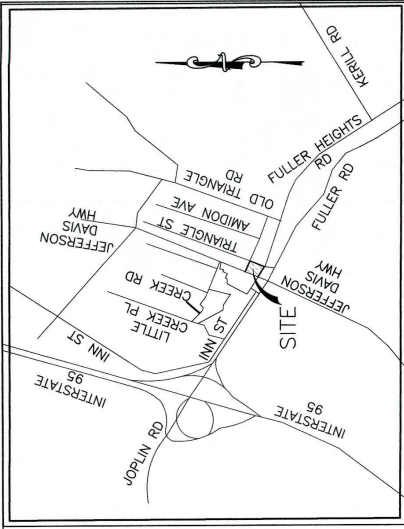 KERILL RD
FULLER HEIGHTS
RD
FULLER RD
OLD TRIANGLE
RD
AMIDON AVE
TRIANGLE ST
JEFFERSON
DAVIS
HWY
JEFFERSON
DAVIS
HWY
CREEK RD
LITTLE
CREEK PL
INN ST
INN ST
SITE
INTERSTATE
95
INTERSTATE
95
JOPLIN RD